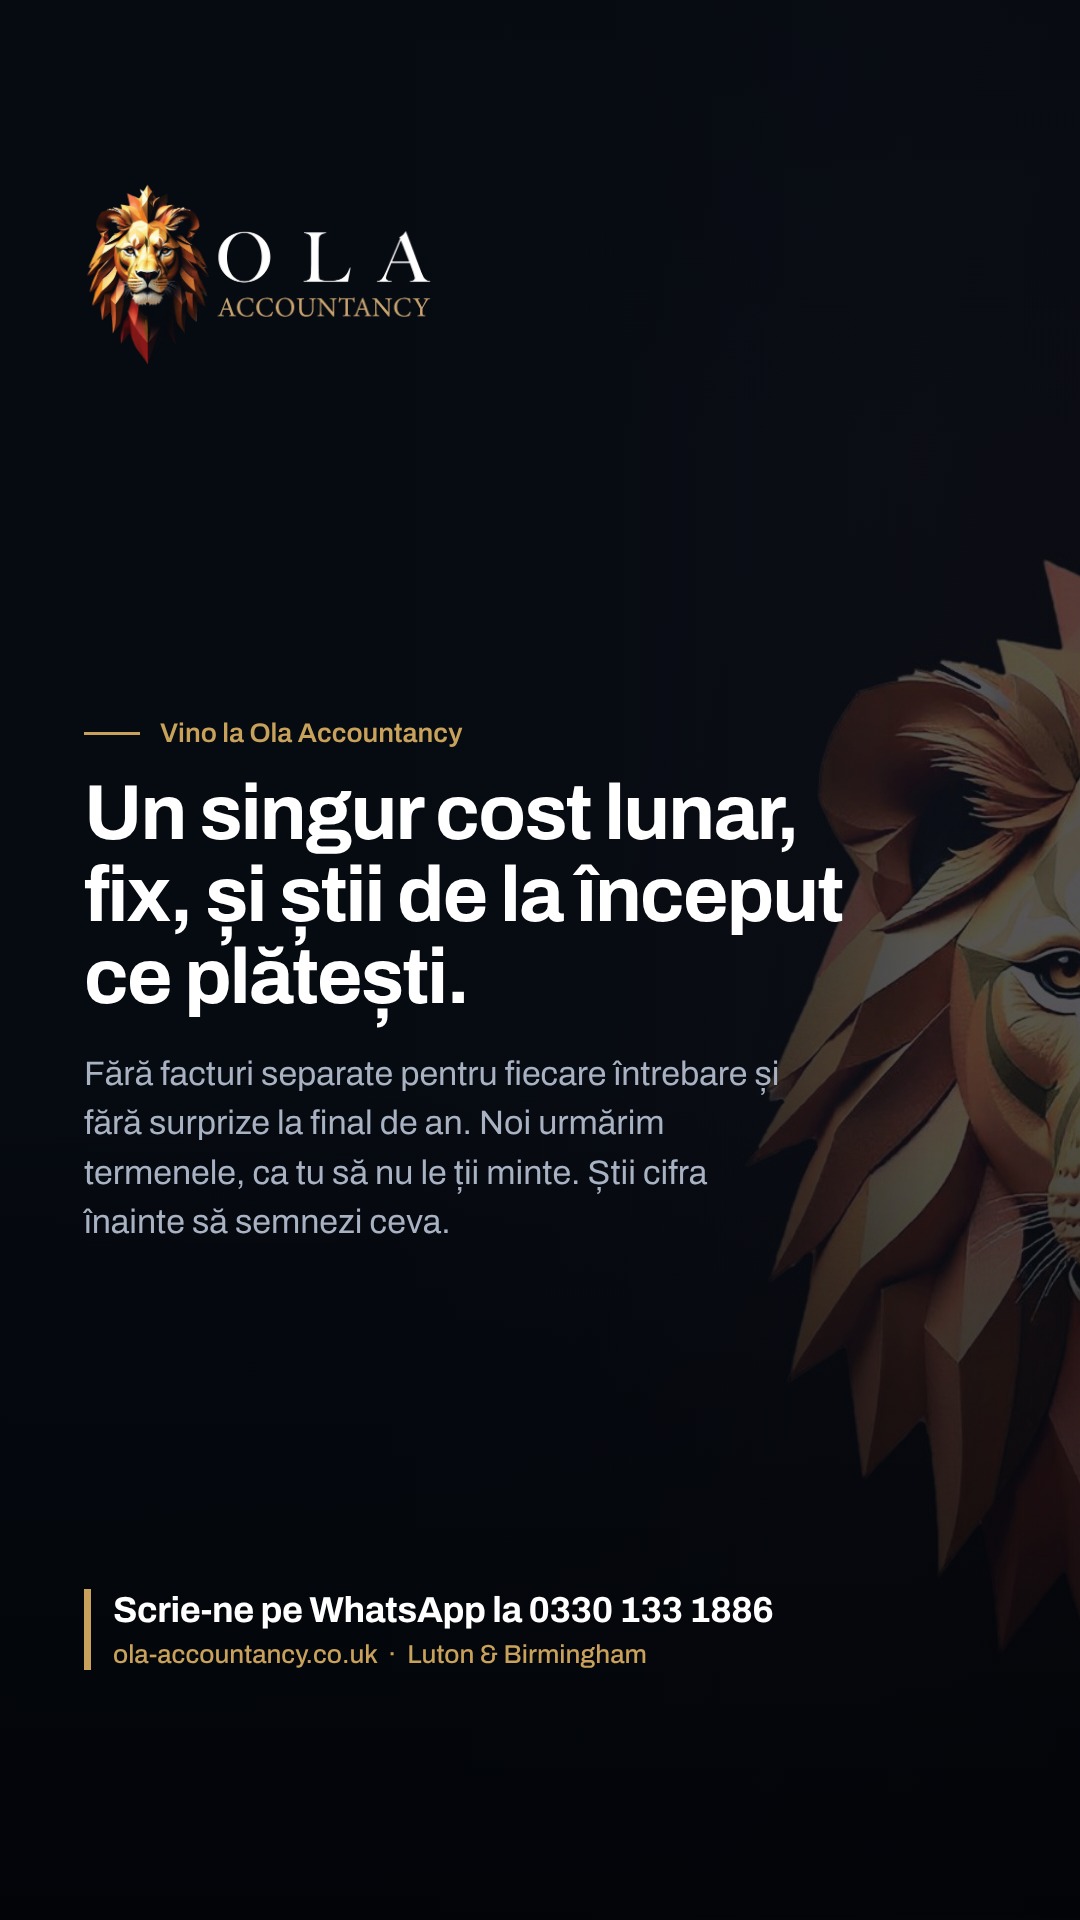 OLA
ACCOUNTANCY
Vino la Ola Accountancy
Un singur cost lunar,
fix, și știi de la început
ce plătești.
Fără facturi separate pentru fiecare întrebare și
fără surprize la final de an. Noi urmărim
termenele, ca tu să nu le ții minte. Știi cifra
înainte să semnezi ceva.
Scrie-ne pe WhatsApp la 0330 133 1886
ola-accountancy.co.uk · Luton & Birmingham